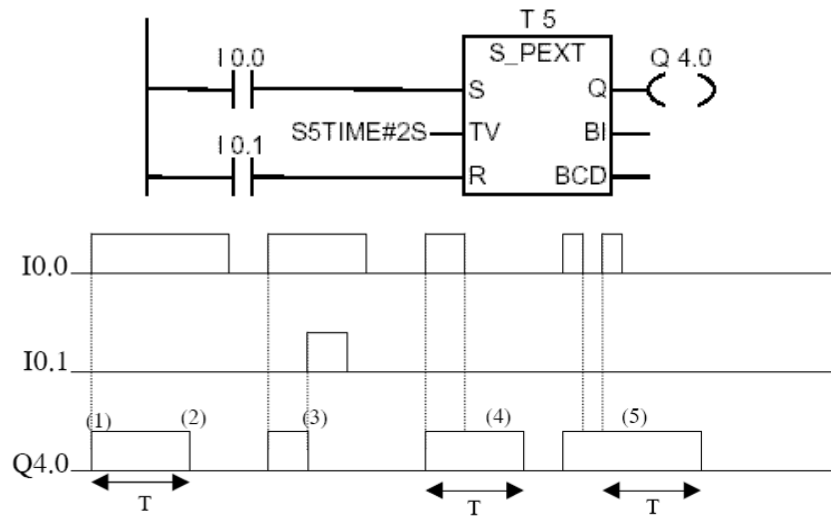 T 5
I 0.0 S_PEXT Q 4.0
S Q
S5TIME#2S TV BI
I 0.1
R BCD
I0.0
I0.1
(1) (2) (3) (4) (5)
Q4.0
T T T